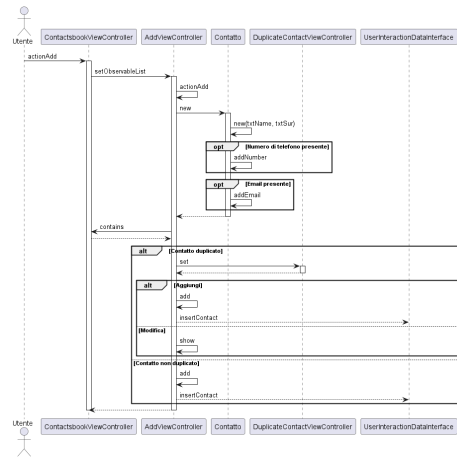 Utente
ContactsbookViewController
AddViewController
Contatto
DuplicateContactViewController
UserInteractionDataInterface
actionAdd
setObservableList
actionAdd
new
new(txtName, txtSur)
opt [Numero di telefono presente]
addNumber
opt [Email presente]
addEmail
contains
alt [Contatto duplicato]
set
alt [Aggiungi]
add
insertContact
[Modifica]
show
[Contatto non duplicato]
add
insertContact
Utente
ContactsbookViewController
AddViewController
Contatto
DuplicateContactViewController
UserInteractionDataInterface